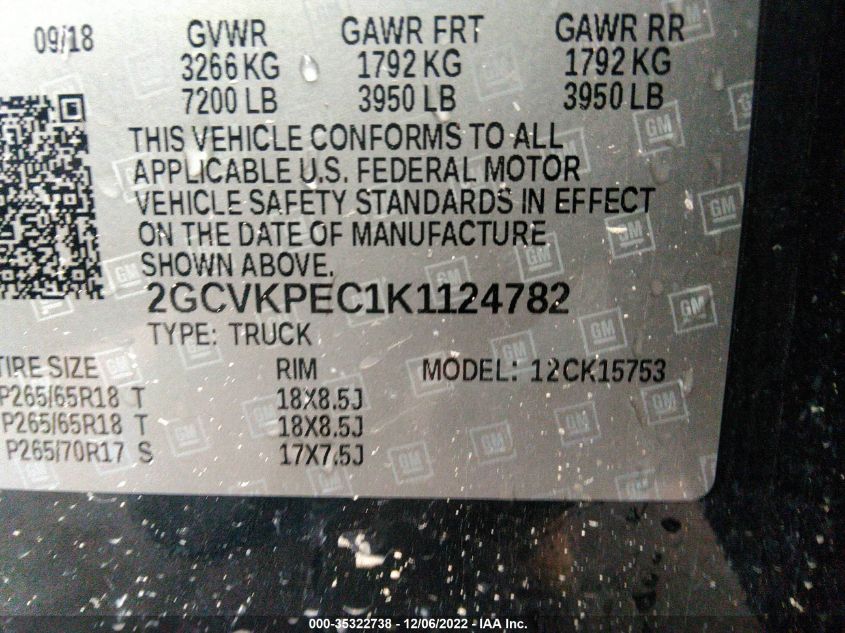 09/18 GVWR GAWR FRT GAWR RR
3266 KG 1792 KG 1792 KG
7200 LB 3950 LB 3950 LB
THIS VEHICLE CONFORMS TO ALL
APPLICABLE U.S. FEDERAL MOTOR
VEHICLE SAFETY STANDARDS IN EFFECT
ON THE DATE OF MANUFACTURE
SHOWN ABOVE.
2GCVKPEC1K1124782
TYPE: TRUCK
TIRE SIZE RIM MODEL: 12CK15753
P265/65R18 T 18X8.5J
P265/65R18 T 18X8.5J
P265/70R17 S 17X7.5J
GM
000-35322738 - 12/06/2022 - IAA Inc.